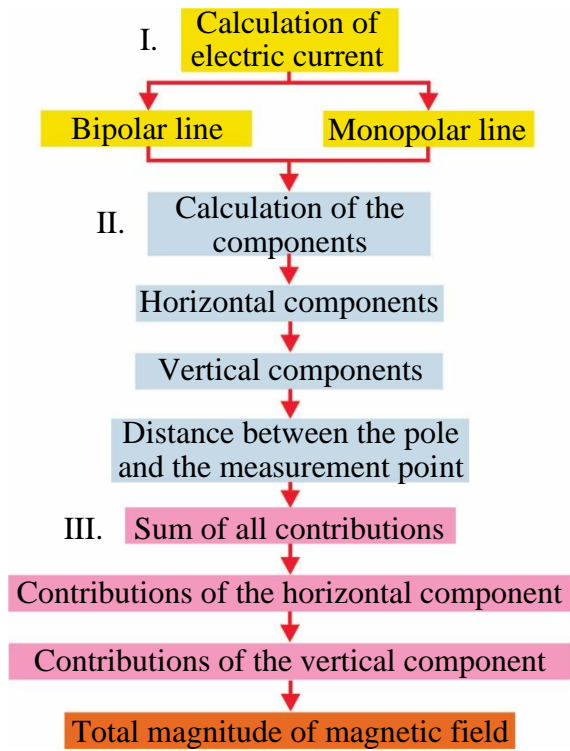 I. Calculation of
electric current
Bipolar line
Monopolar line
II. Calculation of the
components
Horizontal components
Vertical components
Distance between the pole
and the measurement point
III. Sum of all contributions
Contributions of the horizontal component
Contributions of the vertical component
Total magnitude of magnetic field